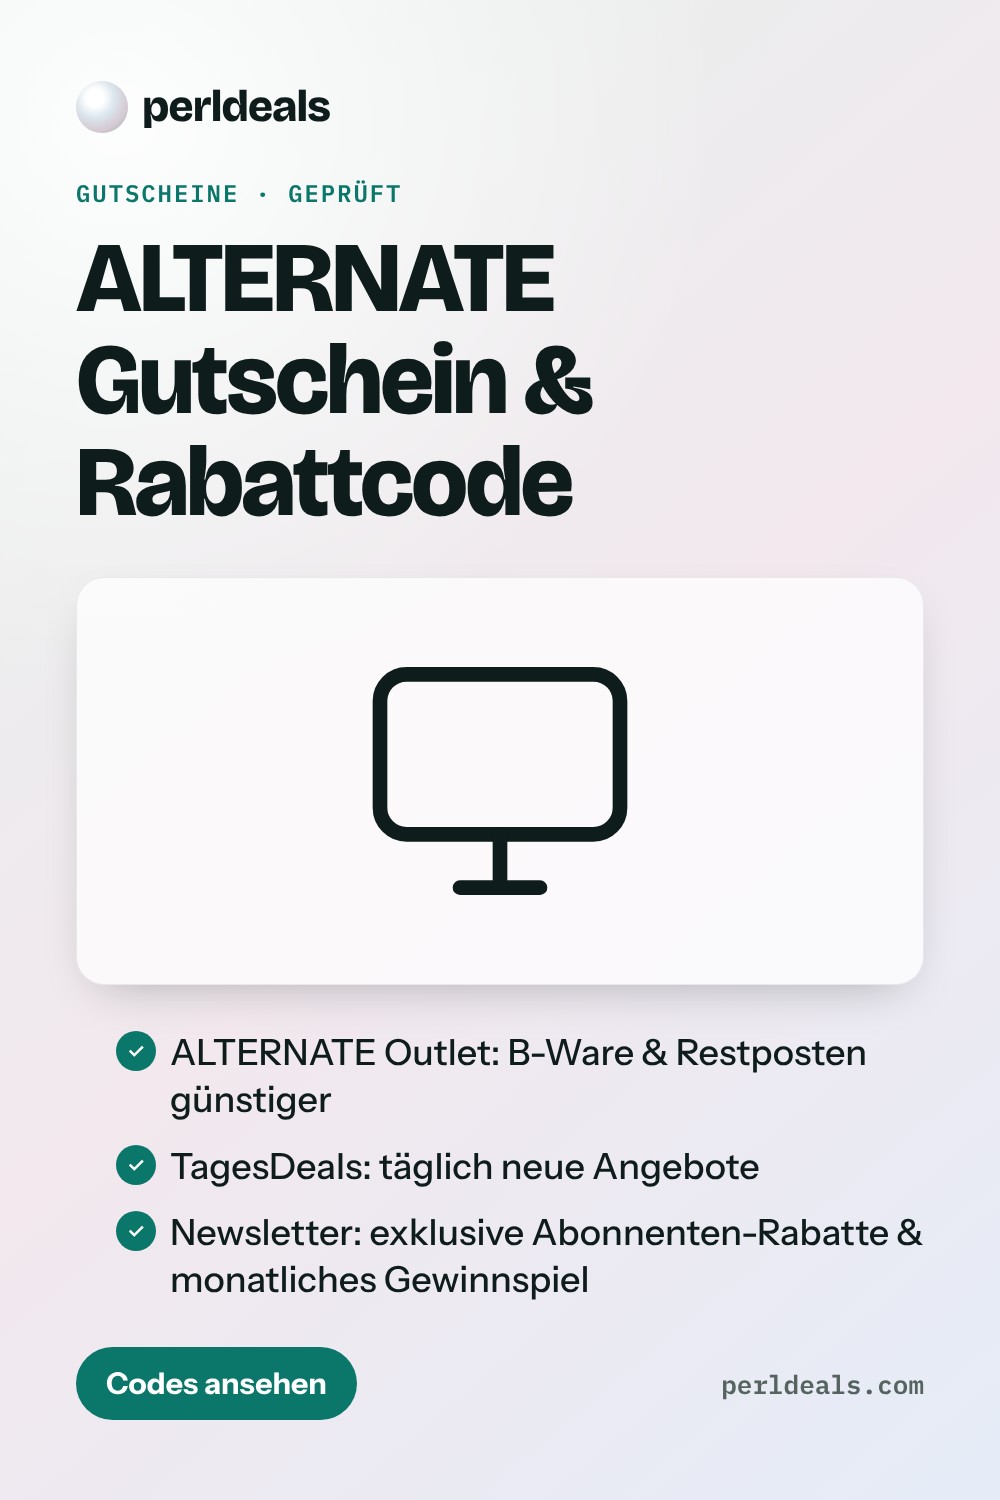 perldeals
GUTSCHEINE · GEPRÜFT
ALTERNATE
Gutschein &
Rabattcode
ALTERNATE Outlet: B-Ware & Restposten
günstiger
TagesDeals: täglich neue Angebote
Newsletter: exklusive Abonnenten-Rabatte &
monatliches Gewinnspiel
Codes ansehen
perldeals.com